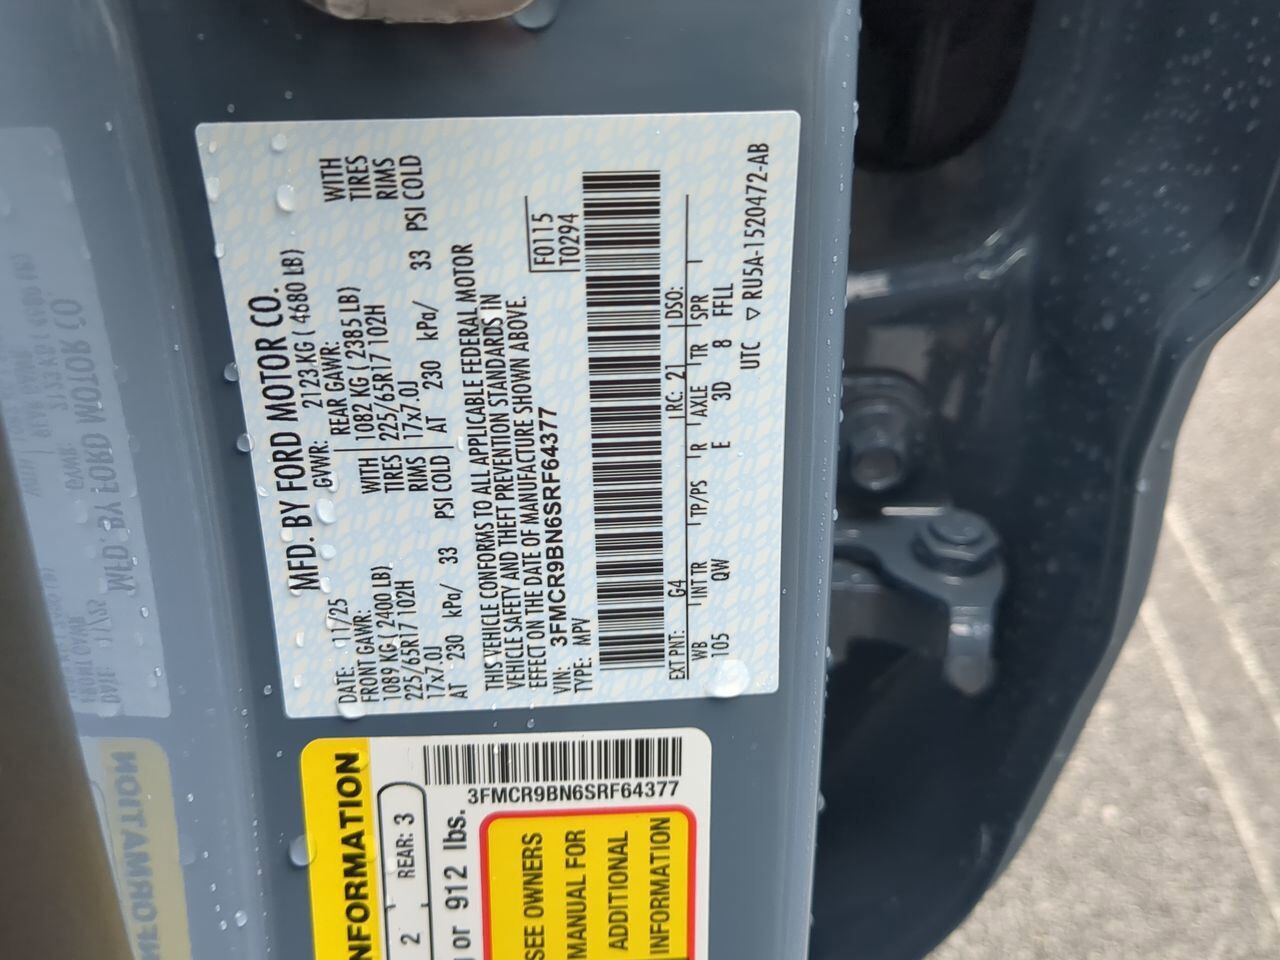 MFD. BY FORD MOTOR CO.
DATE: 11/25 GVWR: 2123 KG ( 4680 LB)
FRONT GAWR: REAR GAWR:
1089 KG ( 2400 LB) WITH 1082 KG ( 2385 LB) WITH
225/65R17 102H TIRES 225/65R17 102H TIRES
17x7.0J RIMS 17x7.0J RIMS
AT 230 kPa/ 33 PSI COLD AT 230 kPa/ 33 PSI COLD
THIS VEHICLE CONFORMS TO ALL APPLICABLE FEDERAL MOTOR
VEHICLE SAFETY AND THEFT PREVENTION STANDARDS IN
EFFECT ON THE DATE OF MANUFACTURE SHOWN ABOVE.
VIN: 3FMCR9BN6SRF64377 F0115
TYPE: MPV T0294
EXT PNT: G4 RC: 21 DSO:
WB INT TR TP/PS R AXLE TR SPR
105 QW E 3D 8 FFLL
UTC ▽ RU5A-1520472-AB
3FMCR9BN6SRF64377
NFORMATION
2 REAR: 3
or 912 lbs.
SEE OWNERS
MANUAL FOR
ADDITIONAL
INFORMATION